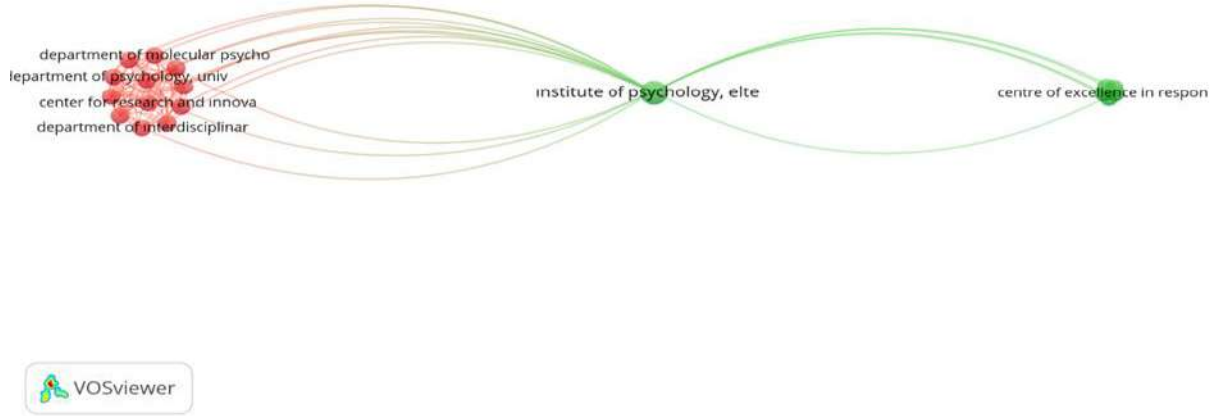 department of molecular psycho
department of psychology, univ
center for research and innova
department of interdisciplinar
institute of psychology, elte
centre of excellence in respon
VOSviewer